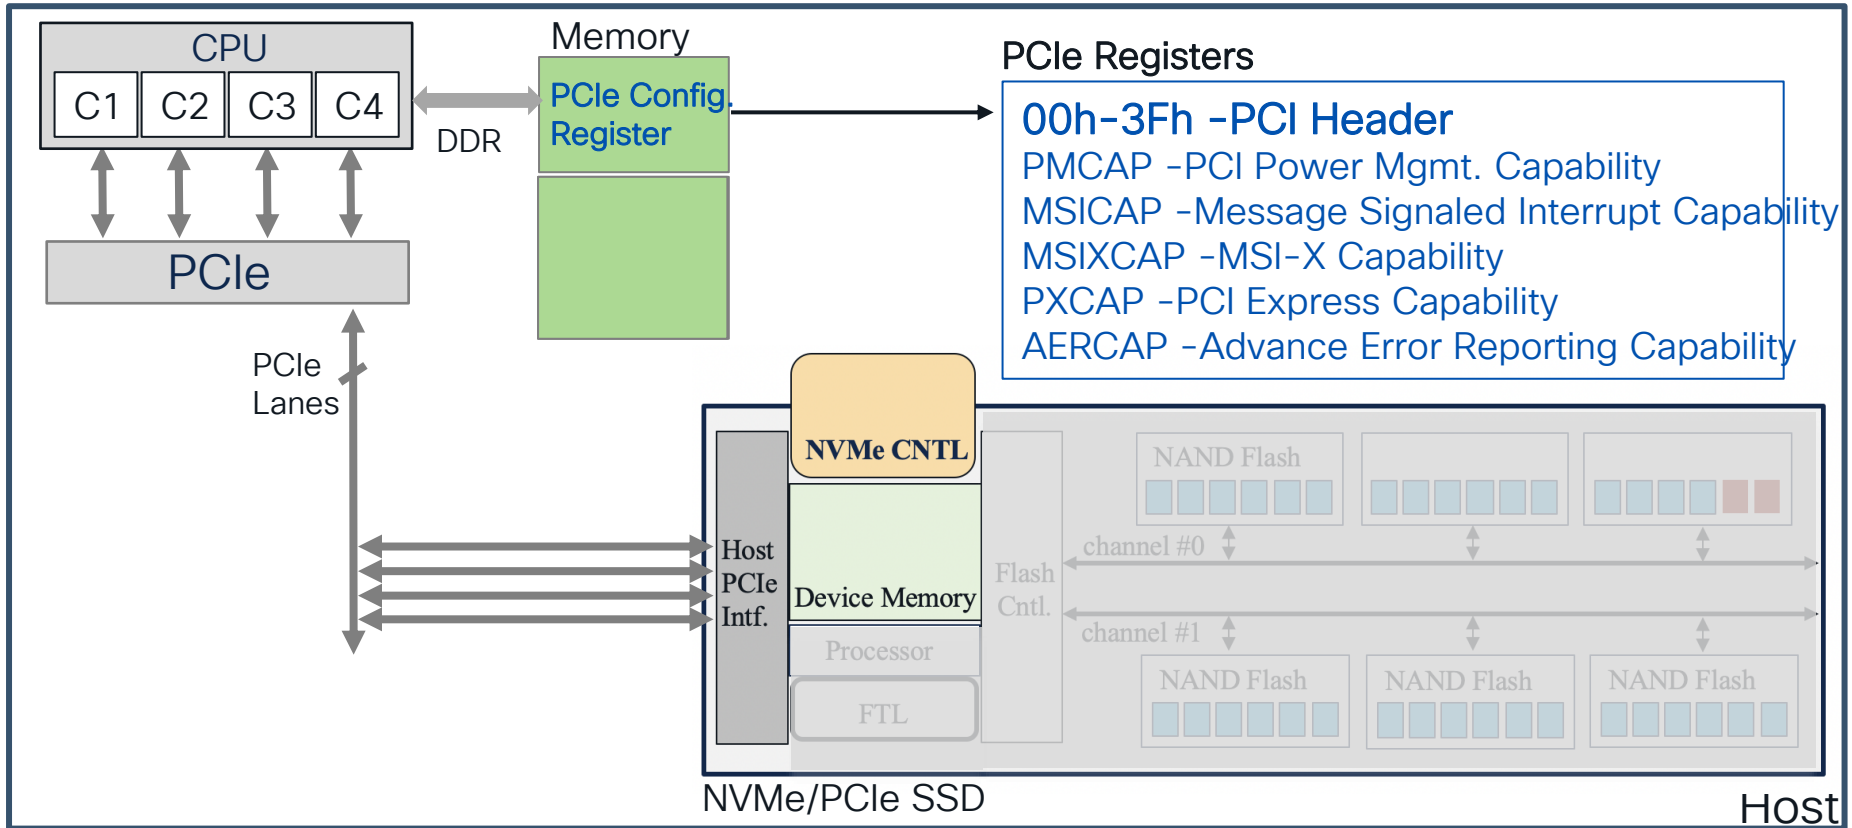 CPU
C1 C2 C3 C4
DDR
Memory
PCIe Config.
Register
PCIe Registers
00h-3Fh -PCI Header
PMCAP -PCI Power Mgmt. Capability
MSICAP -Message Signaled Interrupt Capability
MSIXCAP -MSI-X Capability
PXCAP -PCI Express Capability
AERCAP -Advance Error Reporting Capability
PCIe
PCIe
Lanes
NVMe CNTL
Host
PCIe
Intf.
Device Memory
Processor
FTL
Flash
Cntl.
NAND Flash
channel #0
channel #1
NAND Flash
NAND Flash
NAND Flash
NVMe/PCIe SSD
Host